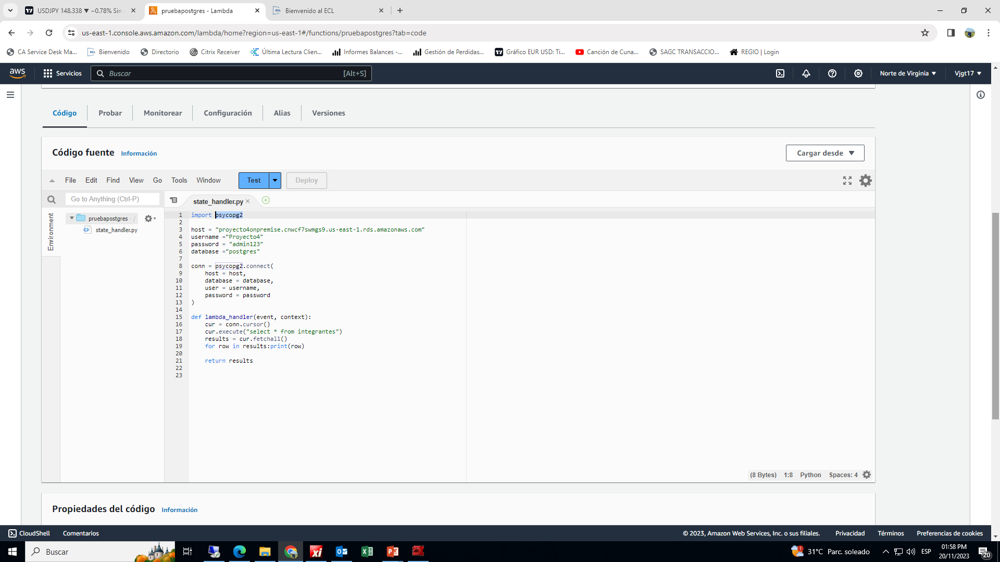 USDJPY 148.338 ▼ −0.78% Sin
pruebapostgres - Lambda
Bienvenido al ECL
us-east-1.console.aws.amazon.com/lambda/home?region=us-east-1#/functions/pruebapostgres?tab=code
CA Service Desk Ma...
Bienvenido
Directorio
Citrix Receiver
Última Lectura Clien...
Informes Balances -...
Gestión de Perdidas...
Gráfico EUR USD: Ti...
Canción de Cuna...
SAGC TRANSACCIO...
REGIO | Login
aws
Servicios
Buscar
[Alt+S]
Norte de Virginia ▼
Vjgt17 ▼
Código
Probar
Monitorear
Configuración
Alias
Versiones
Código fuente
Información
Cargar desde ▼
File
Edit
Find
View
Go
Tools
Window
Test
Deploy
Go to Anything (Ctrl-P)
state_handler.py
Environment
pruebapostgres - /
state_handler.py
1 import psycopg2
2
3 host = "proyecto4onpremise.cnwcf7swmgs9.us-east-1.rds.amazonaws.com"
4 username ="Proyecto4"
5 password = "admin123"
6 database ="postgres"
7
8 conn = psycopg2.connect(
9     host = host,
10     database = database,
11     user = username,
12     password = password
13 )
14
15 def lambda_handler(event, context):
16     cur = conn.cursor()
17     cur.execute("select * from integrantes")
18     results = cur.fetchall()
19     for row in results:print(row)
20
21     return results
22
23
(8 Bytes) 1:8 Python Spaces: 4
Propiedades del código
Información
CloudShell
Comentarios
© 2023, Amazon Web Services, Inc. o sus filiales.
Privacidad
Términos
Preferencias de cookies
Buscar
31°C Parc. soleado
ESP
01:58 PM
20/11/2023
20